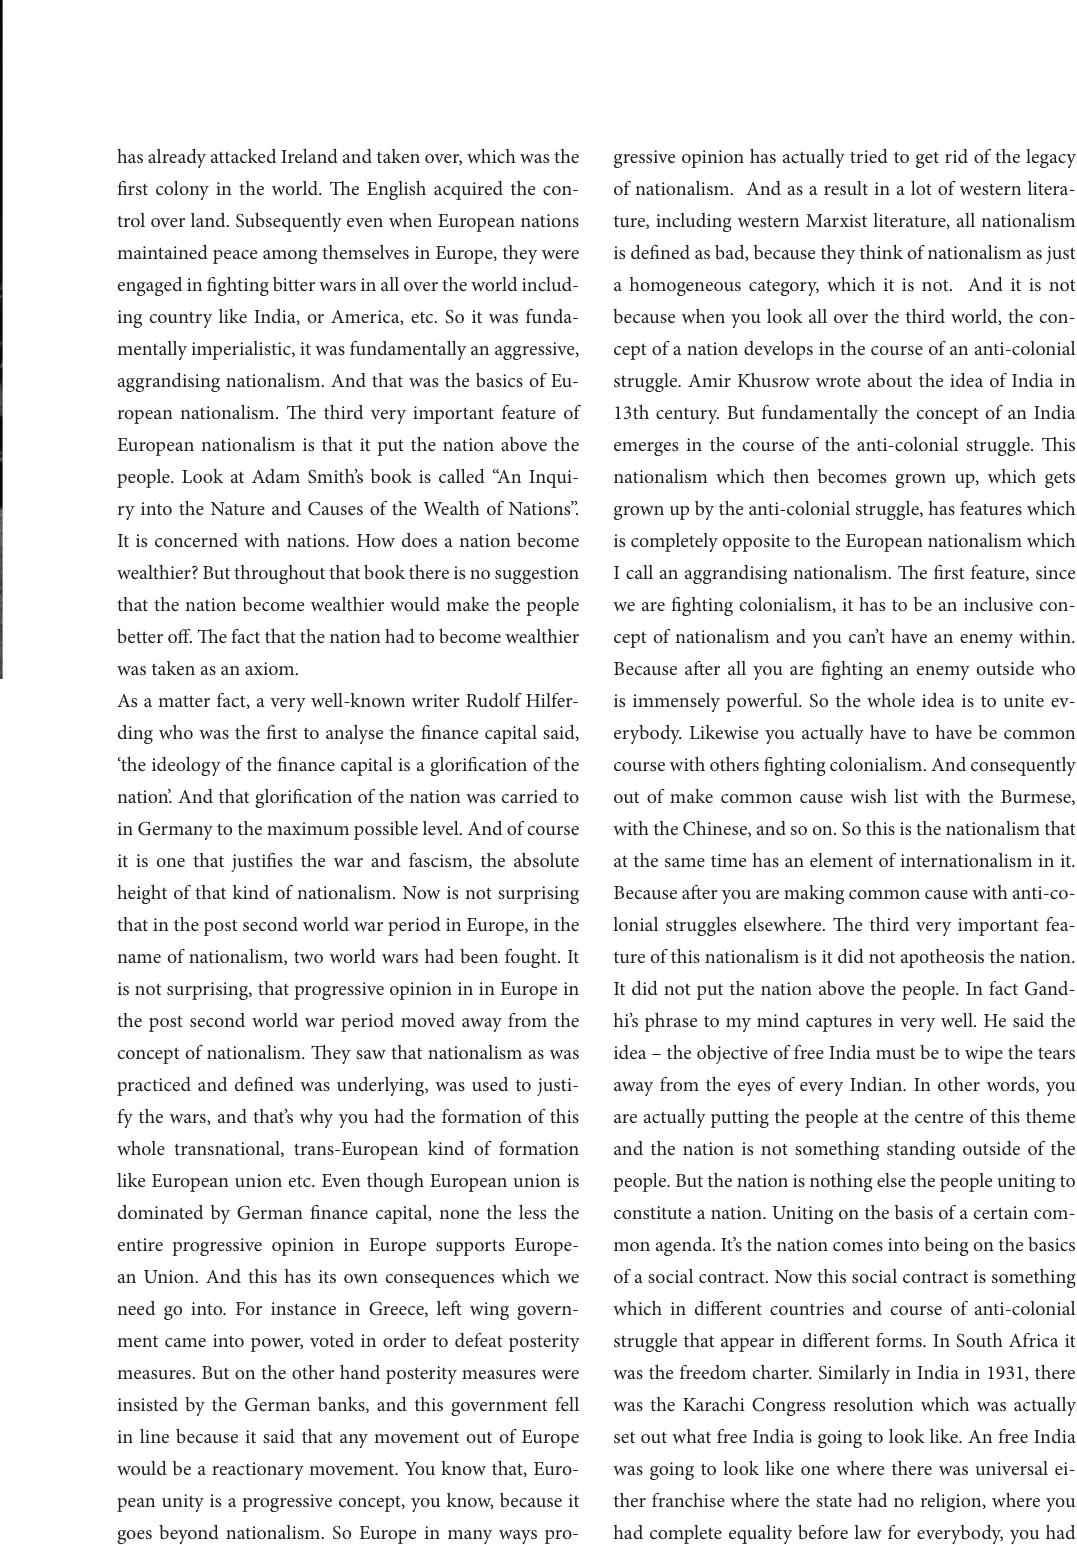 has already attacked Ireland and taken over, which was the
first colony in the world. The English acquired the con-
trol over land. Subsequently even when European nations
maintained peace among themselves in Europe, they were
engaged in fighting bitter wars in all over the world includ-
ing country like India, or America, etc. So it was funda-
mentally imperialistic, it was fundamentally an aggressive,
aggrandising nationalism. And that was the basics of Eu-
ropean nationalism. The third very important feature of
European nationalism is that it put the nation above the
people. Look at Adam Smith’s book is called “An Inqui-
ry into the Nature and Causes of the Wealth of Nations”.
It is concerned with nations. How does a nation become
wealthier? But throughout that book there is no suggestion
that the nation become wealthier would make the people
better off. The fact that the nation had to become wealthier
was taken as an axiom.
As a matter fact, a very well-known writer Rudolf Hilfer-
ding who was the first to analyse the finance capital said,
‘the ideology of the finance capital is a glorification of the
nation’. And that glorification of the nation was carried to
in Germany to the maximum possible level. And of course
it is one that justifies the war and fascism, the absolute
height of that kind of nationalism. Now is not surprising
that in the post second world war period in Europe, in the
name of nationalism, two world wars had been fought. It
is not surprising, that progressive opinion in in Europe in
the post second world war period moved away from the
concept of nationalism. They saw that nationalism as was
practiced and defined was underlying, was used to justi-
fy the wars, and that’s why you had the formation of this
whole transnational, trans-European kind of formation
like European union etc. Even though European union is
dominated by German finance capital, none the less the
entire progressive opinion in Europe supports Europe-
an Union. And this has its own consequences which we
need go into. For instance in Greece, left wing govern-
ment came into power, voted in order to defeat posterity
measures. But on the other hand posterity measures were
insisted by the German banks, and this government fell
in line because it said that any movement out of Europe
would be a reactionary movement. You know that, Euro-
pean unity is a progressive concept, you know, because it
goes beyond nationalism. So Europe in many ways pro-
gressive opinion has actually tried to get rid of the legacy
of nationalism. And as a result in a lot of western litera-
ture, including western Marxist literature, all nationalism
is defined as bad, because they think of nationalism as just
a homogeneous category, which it is not. And it is not
because when you look all over the third world, the con-
cept of a nation develops in the course of an anti-colonial
struggle. Amir Khusrow wrote about the idea of India in
13th century. But fundamentally the concept of an India
emerges in the course of the anti-colonial struggle. This
nationalism which then becomes grown up, which gets
grown up by the anti-colonial struggle, has features which
is completely opposite to the European nationalism which
I call an aggrandising nationalism. The first feature, since
we are fighting colonialism, it has to be an inclusive con-
cept of nationalism and you can’t have an enemy within.
Because after all you are fighting an enemy outside who
is immensely powerful. So the whole idea is to unite ev-
erybody. Likewise you actually have to have be common
course with others fighting colonialism. And consequently
out of make common cause wish list with the Burmese,
with the Chinese, and so on. So this is the nationalism that
at the same time has an element of internationalism in it.
Because after you are making common cause with anti-co-
lonial struggles elsewhere. The third very important fea-
ture of this nationalism is it did not apotheosis the nation.
It did not put the nation above the people. In fact Gand-
hi’s phrase to my mind captures in very well. He said the
idea – the objective of free India must be to wipe the tears
away from the eyes of every Indian. In other words, you
are actually putting the people at the centre of this theme
and the nation is not something standing outside of the
people. But the nation is nothing else the people uniting to
constitute a nation. Uniting on the basis of a certain com-
mon agenda. It’s the nation comes into being on the basics
of a social contract. Now this social contract is something
which in different countries and course of anti-colonial
struggle that appear in different forms. In South Africa it
was the freedom charter. Similarly in India in 1931, there
was the Karachi Congress resolution which was actually
set out what free India is going to look like. An free India
was going to look like one where there was universal ei-
ther franchise where the state had no religion, where you
had complete equality before law for everybody, you had